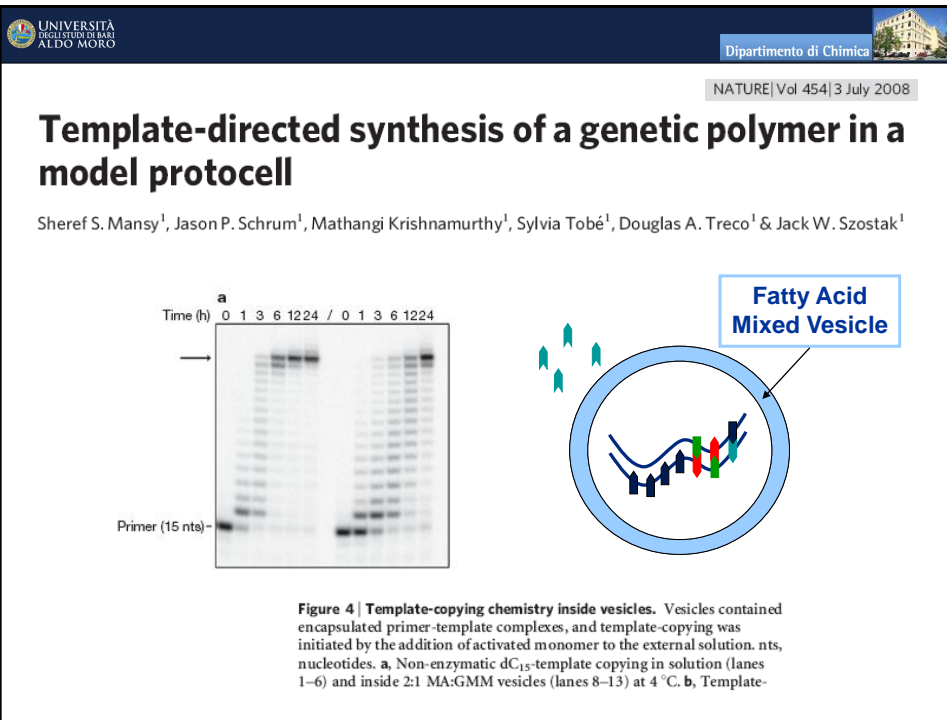 UNIVERSITÀ
DEGLI STUDI DI BARI
ALDO MORO
Dipartimento di Chimica
NATURE|Vol 454|3 July 2008
Template-directed synthesis of a genetic polymer in a
model protocell
Sheref S. Mansy¹, Jason P. Schrum¹, Mathangi Krishnamurthy¹, Sylvia Tobé¹, Douglas A. Treco¹ & Jack W. Szostak¹
a
Time (h) 0 1 3 6 12 24 / 0 1 3 6 12 24
Primer (15 nts)
Fatty Acid
Mixed Vesicle
Figure 4 | Template-copying chemistry inside vesicles. Vesicles contained
encapsulated primer-template complexes, and template-copying was
initiated by the addition of activated monomer to the external solution. nts,
nucleotides. a, Non-enzymatic dC₁₅-template copying in solution (lanes
1–6) and inside 2:1 MA:GMM vesicles (lanes 8–13) at 4 °C. b, Template-